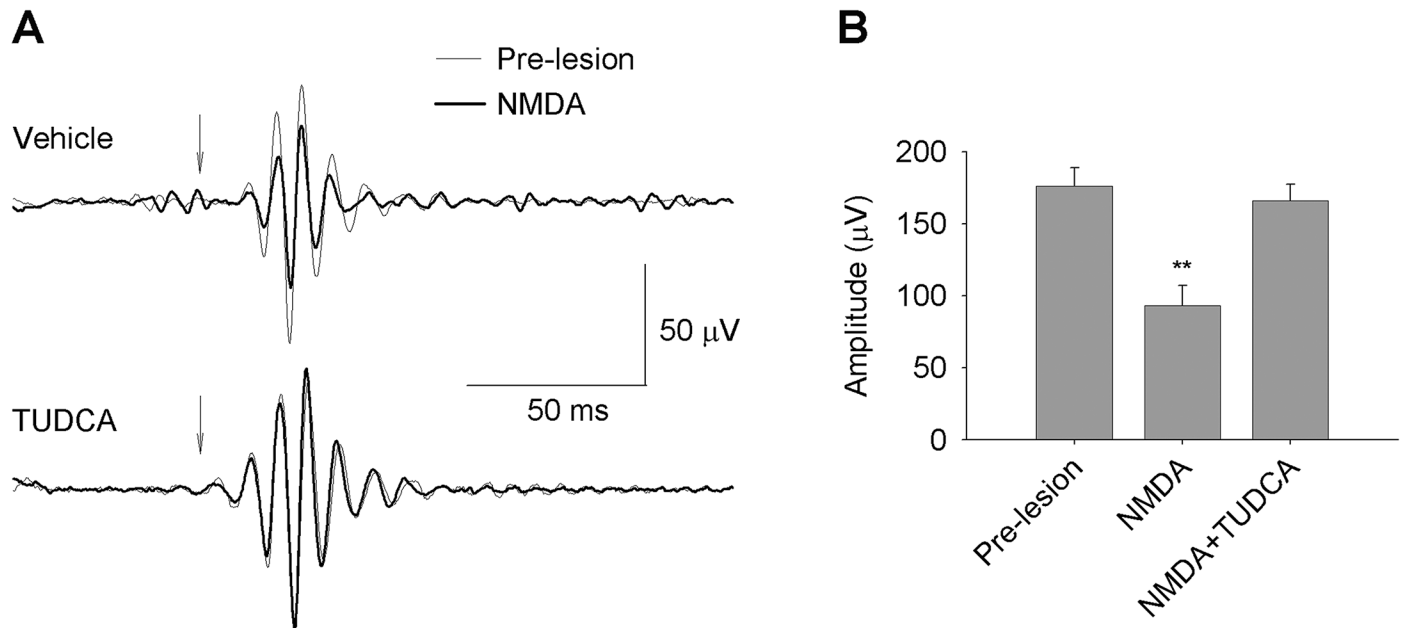 A
Pre-lesion
NMDA
Vehicle
50 μV
50 ms
TUDCA
B
Amplitude (μV)
200
150
100
50
0
**
Pre-lesion
NMDA
NMDA+TUDCA